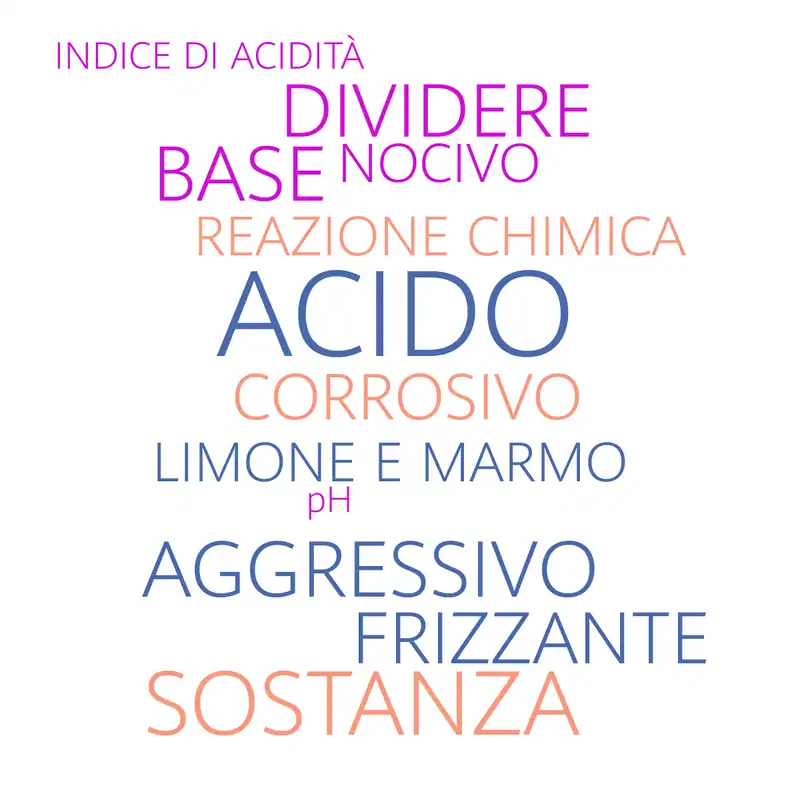 INDICE DI ACIDITÀ
DIVIDERE
BASE NOCIVO
REAZIONE CHIMICA
ACIDO
CORROSIVO
LIMONE E MARMO
pH
AGGRESSIVO
FRIZZANTE
SOSTANZA